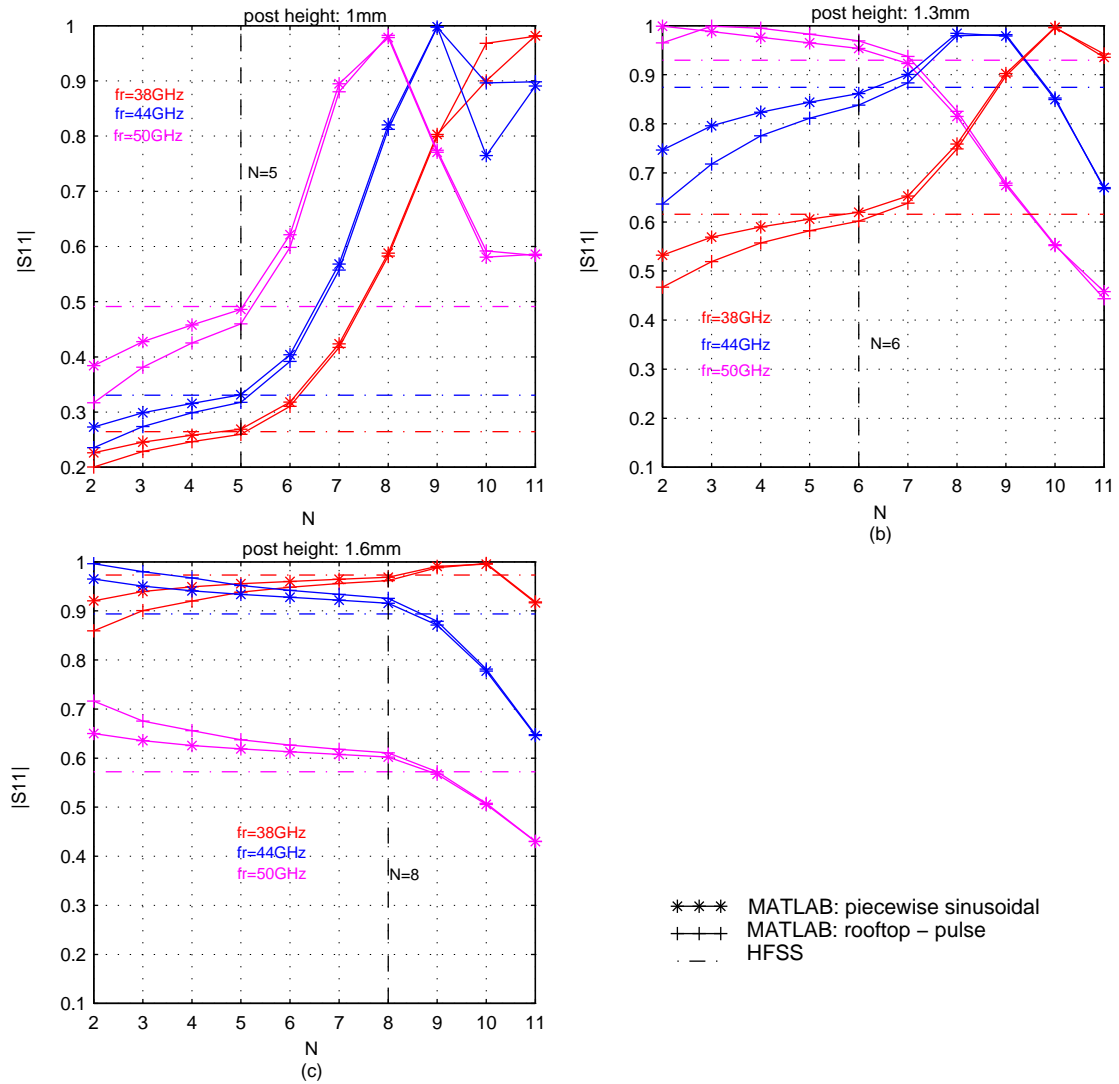 post height: 1mm
1
0.9
0.8
0.7
0.6
0.5
0.4
0.3
0.2
|S11|
fr=38GHz
fr=44GHz
fr=50GHz
N=5
2 3 4 5 6 7 8 9 10 11
N
post height: 1.3mm
1
0.9
0.8
0.7
0.6
0.5
0.4
0.3
0.2
0.1
|S11|
fr=38GHz
fr=44GHz
fr=50GHz
N=6
2 3 4 5 6 7 8 9 10 11
N
(b)
post height: 1.6mm
1
0.9
0.8
0.7
0.6
0.5
0.4
0.3
0.2
0.1
|S11|
fr=38GHz
fr=44GHz
fr=50GHz
N=8
2 3 4 5 6 7 8 9 10 11
N
(c)
MATLAB: piecewise sinusoidal
MATLAB: rooftop − pulse
HFSS